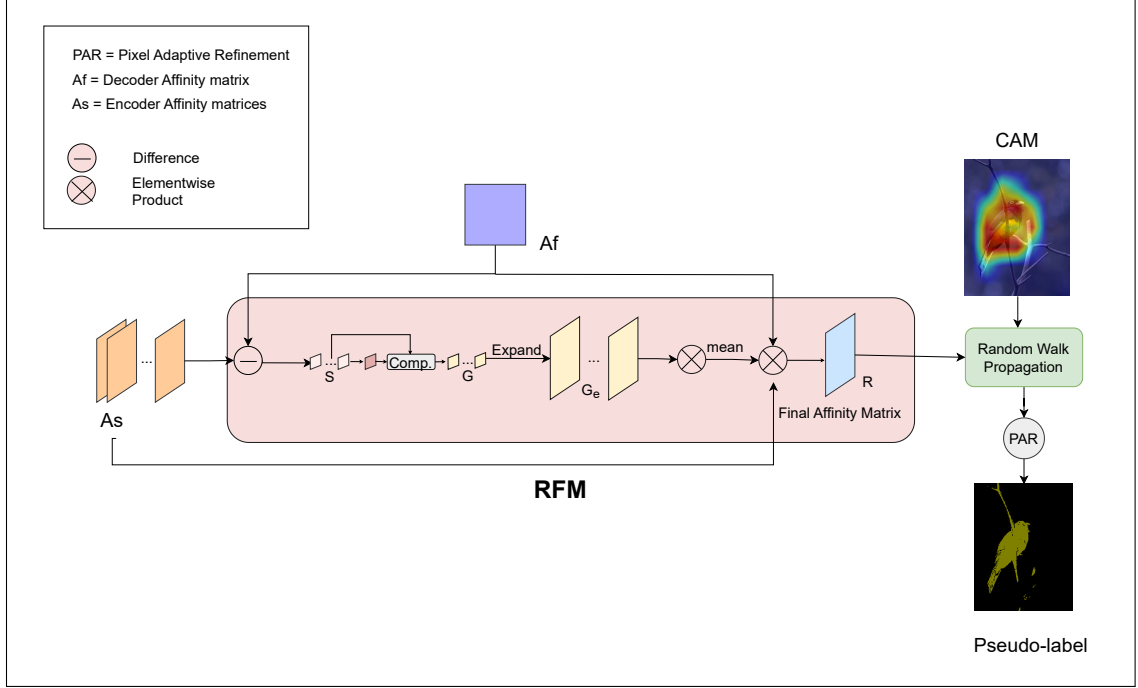 PAR = Pixel Adaptive Refinement
Af = Decoder Affinity matrix
As = Encoder Affinity matrices
Difference
Elementwise
Product
CAM
Af
Random Walk
Propagation
...
...
Comp.
...
Expand
...
mean
S
G
Ge
R
Final Affinity Matrix
As
PAR
RFM
Pseudo-label